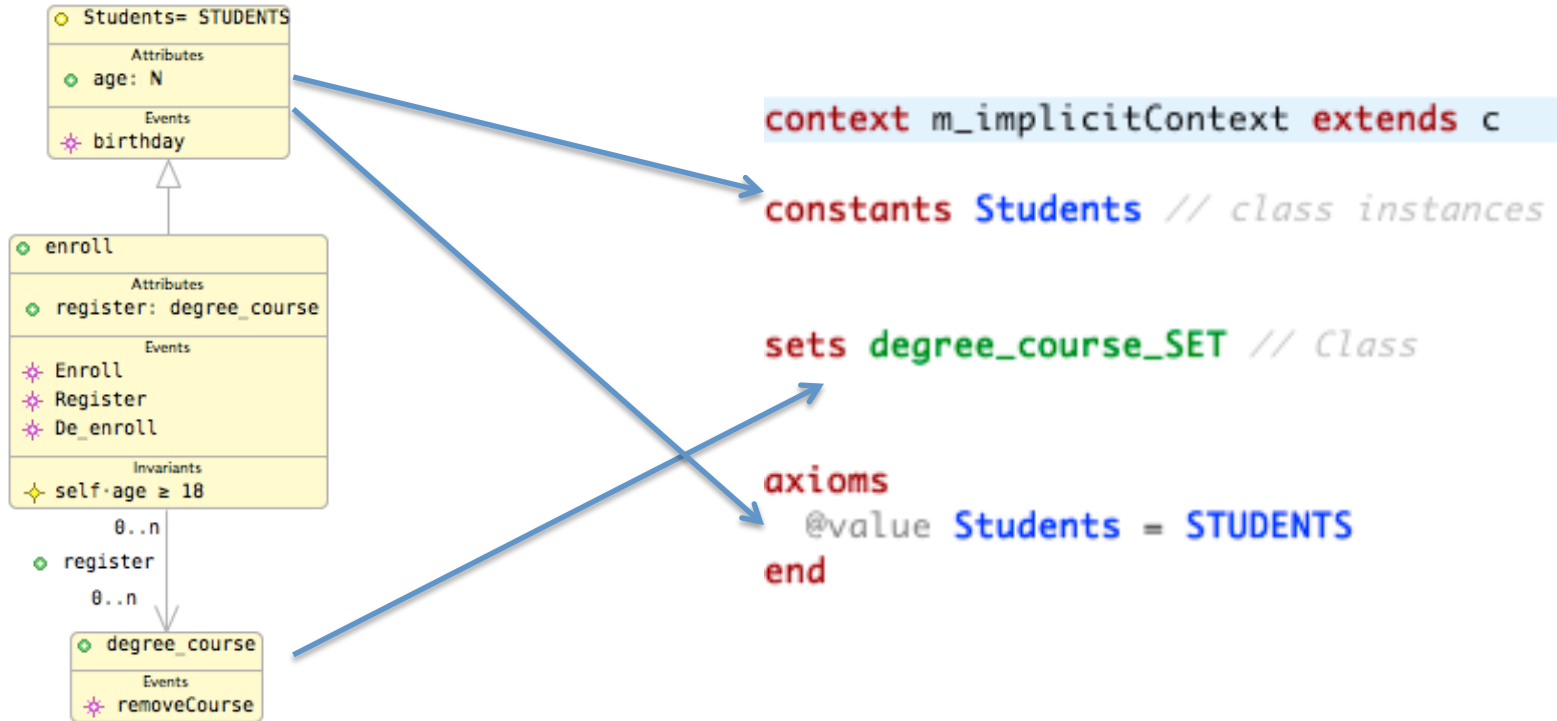 Students= STUDENTS
Attributes
age: N
Events
birthday
enroll
Attributes
register: degree_course
Events
Enroll
Register
De_enroll
Invariants
self·age ≥ 18
0..n
register
0..n
degree_course
Events
removeCourse
context m_implicitContext extends c
constants Students // class instances
sets degree_course_SET // Class
axioms
@value Students = STUDENTS
end